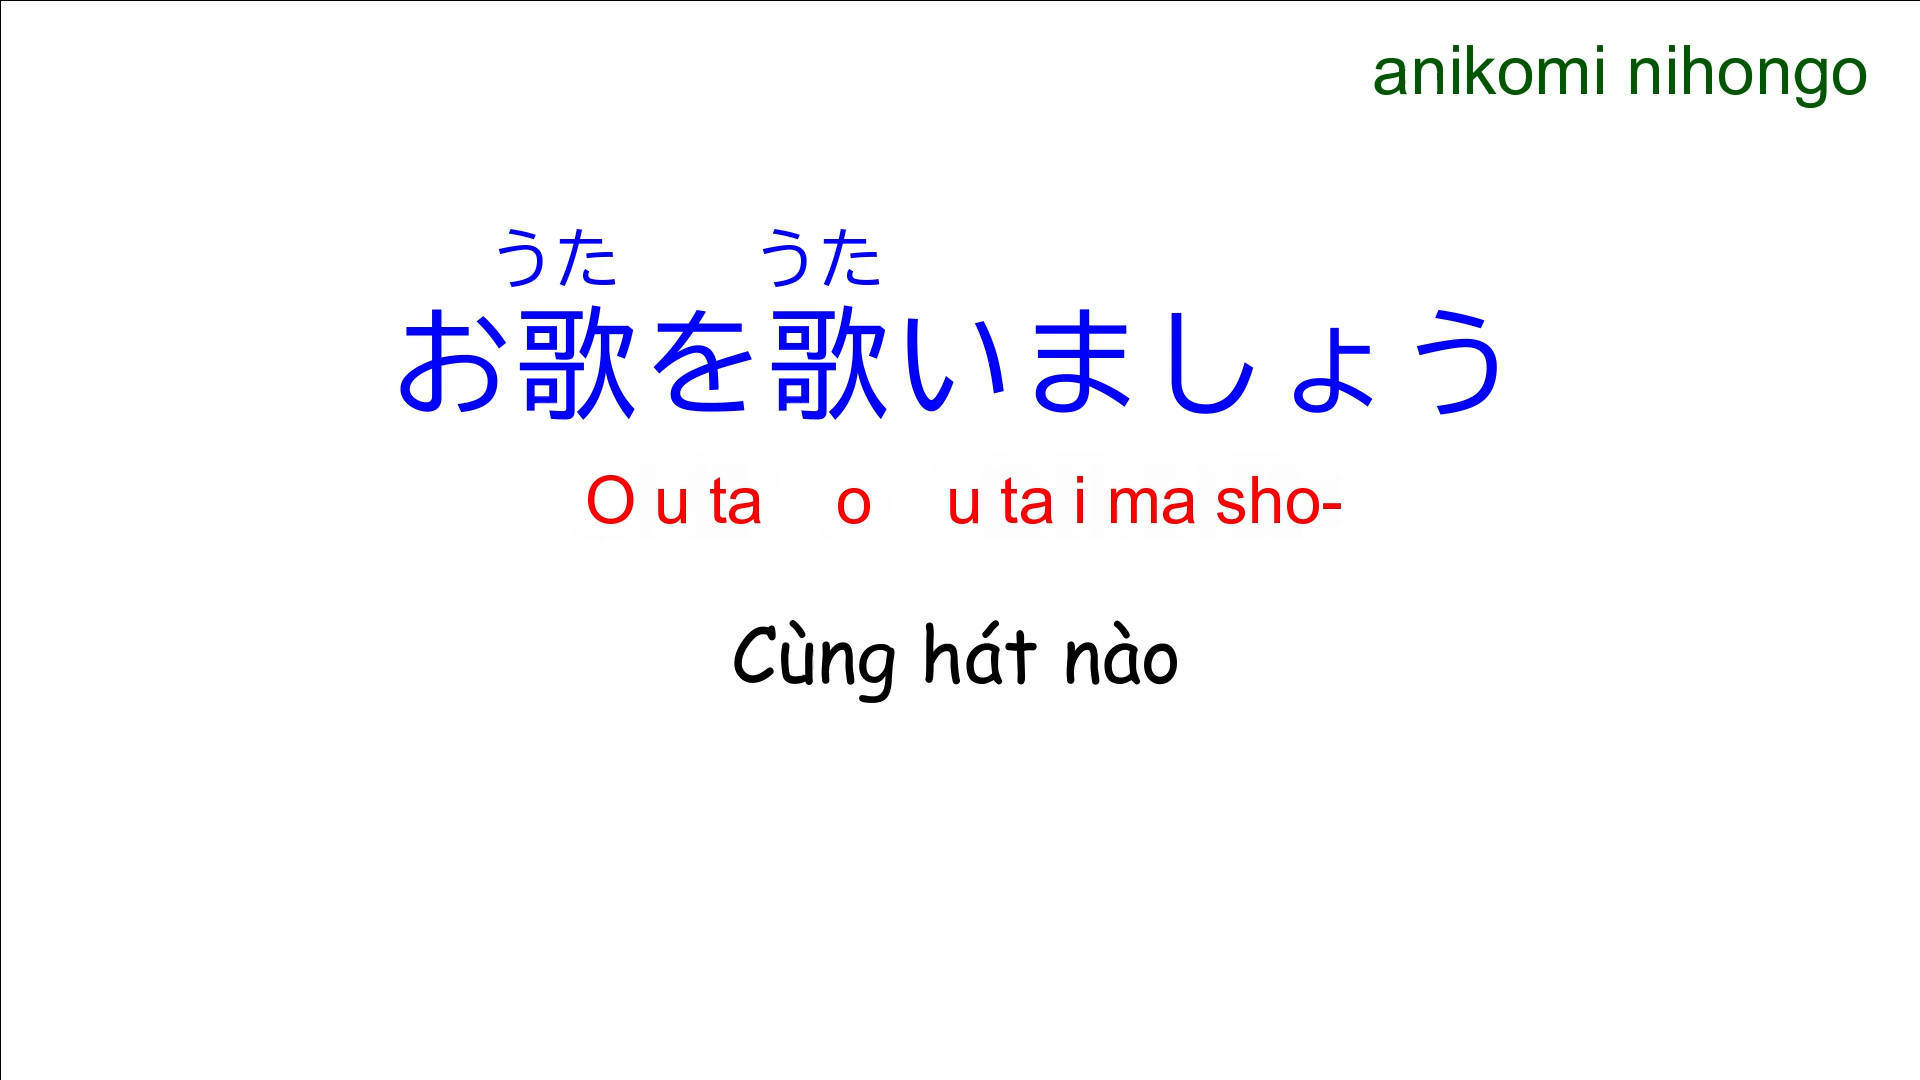 anikomi nihongo
うた うた
お歌を歌いましょう
O u ta o u ta i ma sho-
Cùng hát nào